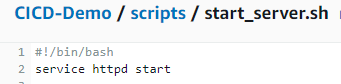 CICD-Demo / scripts / start_server.sh
1 #!/bin/bash
2 service httpd start